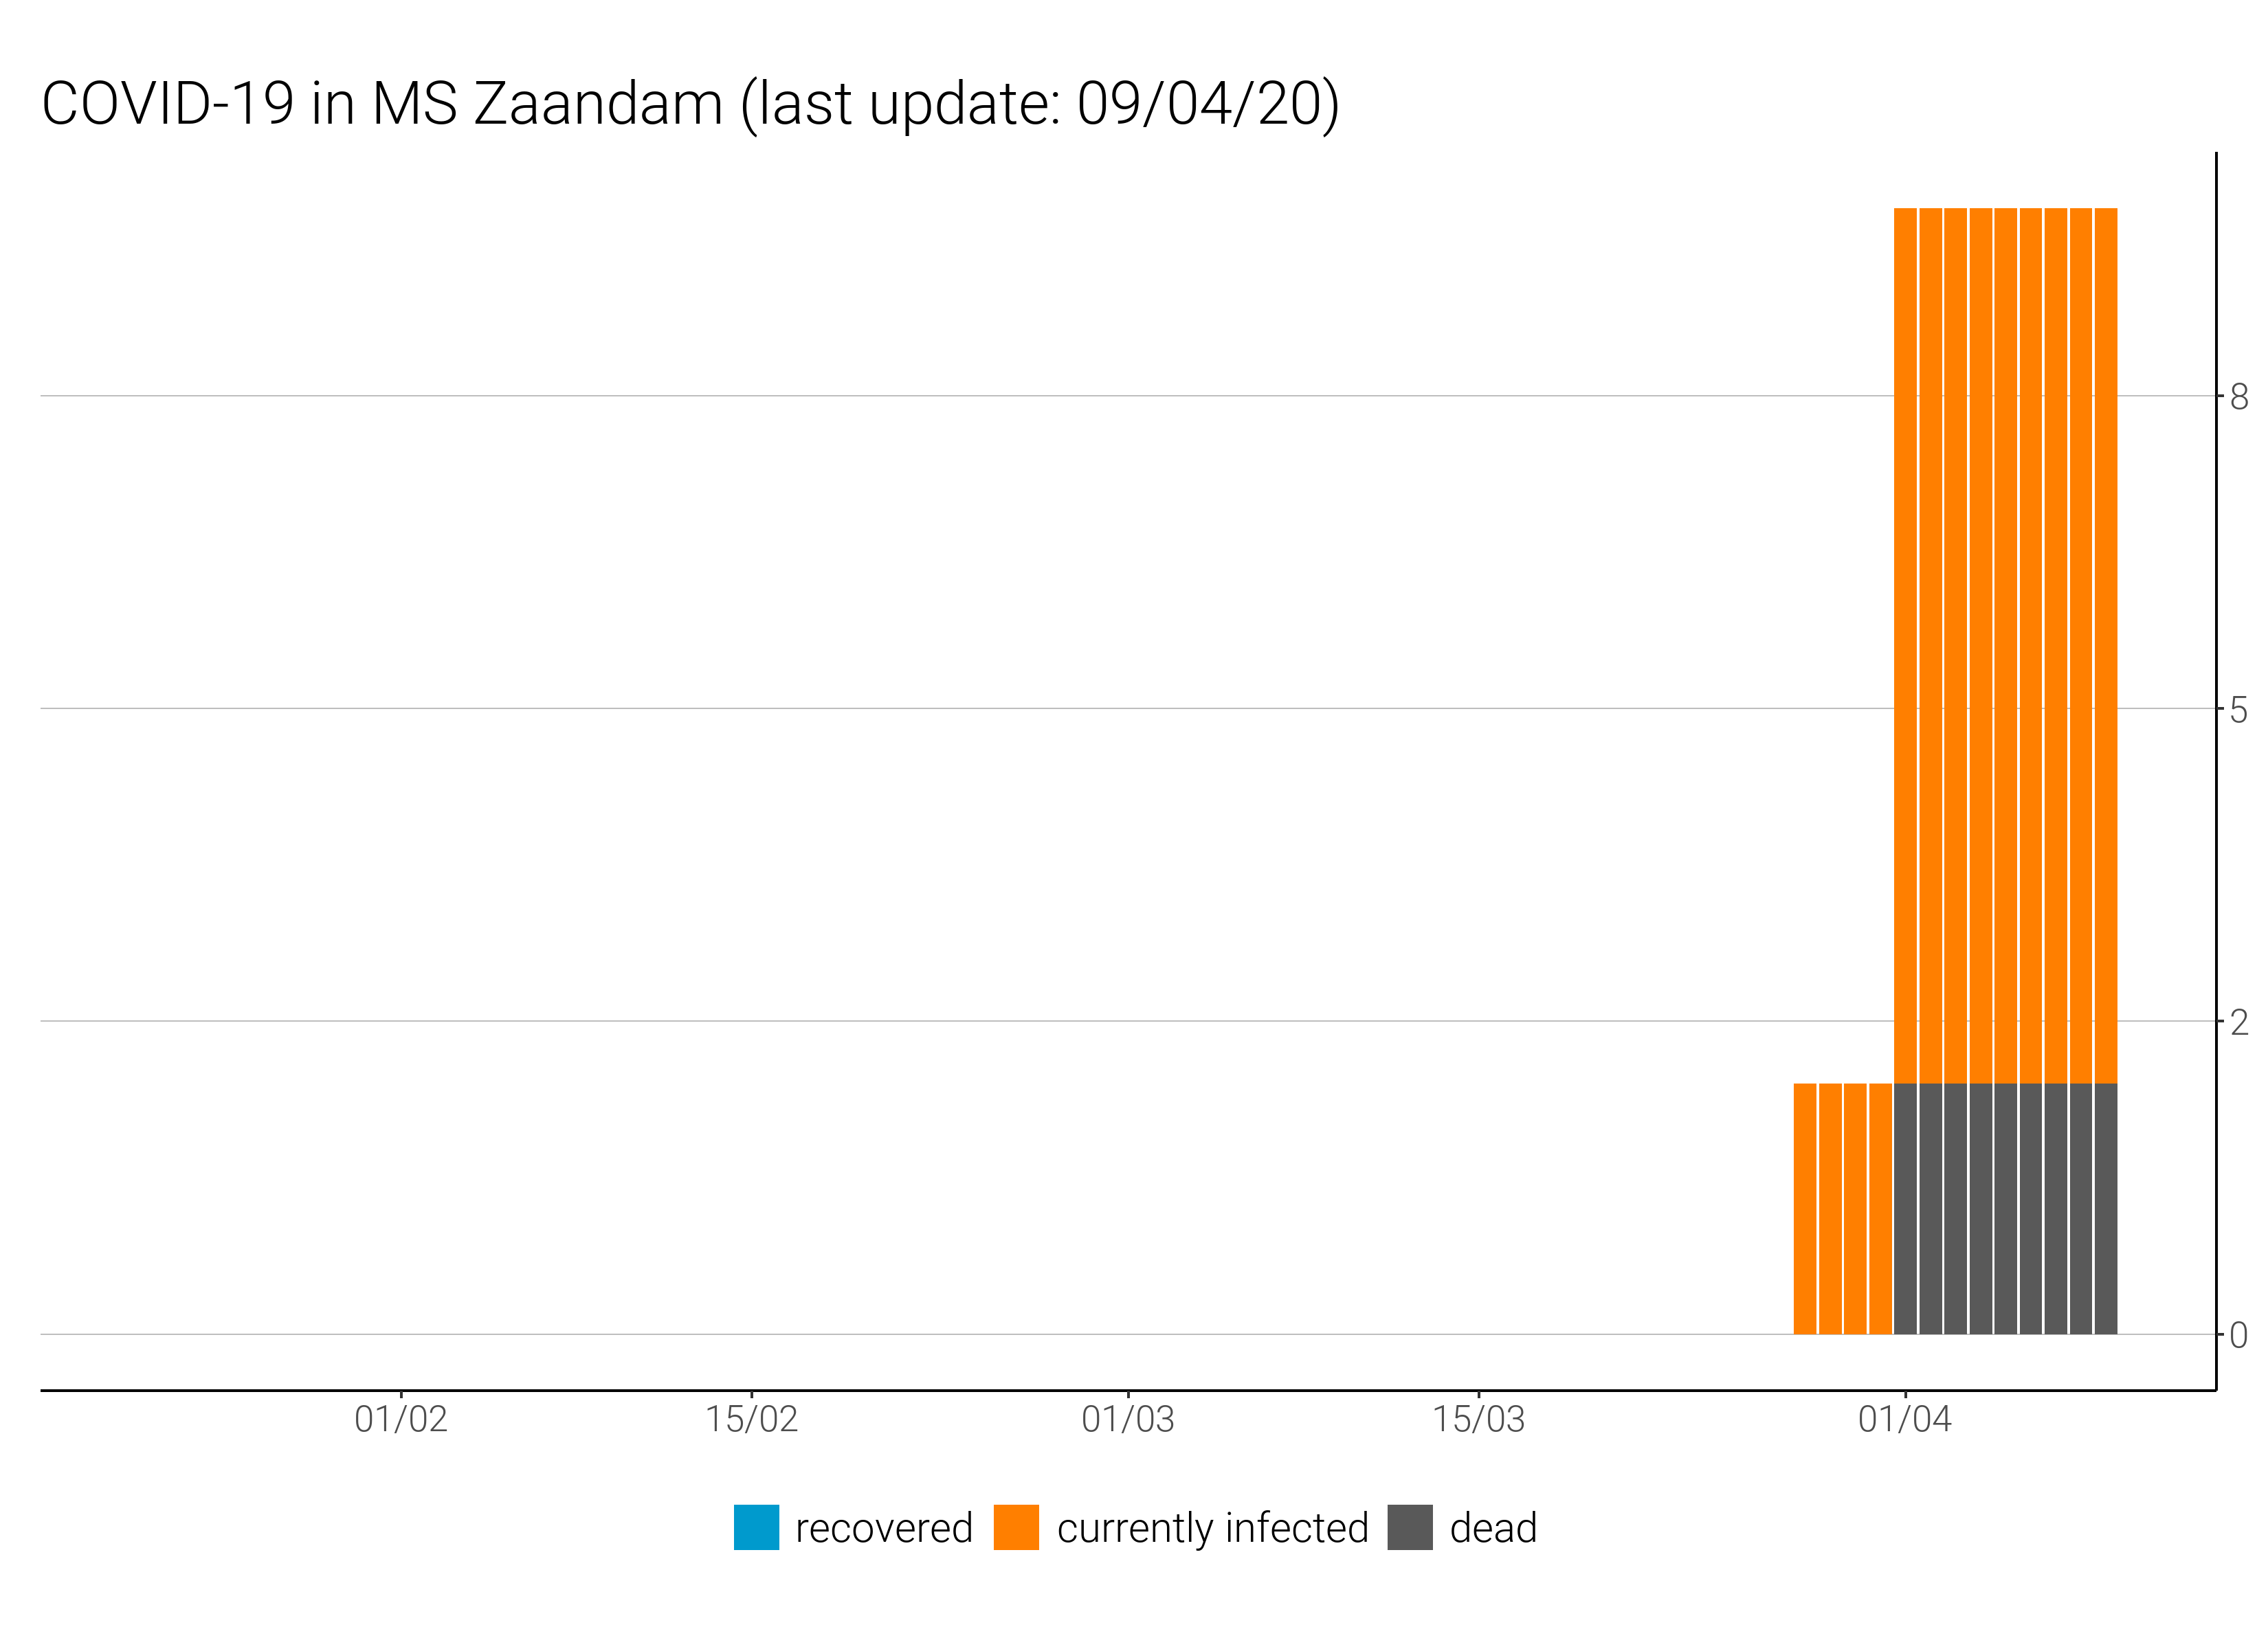 COVID-19 in MS Zaandam (last update: 09/04/20)
8
5
2
0
01/02 15/02 01/03 15/03 01/04
recovered currently infected dead